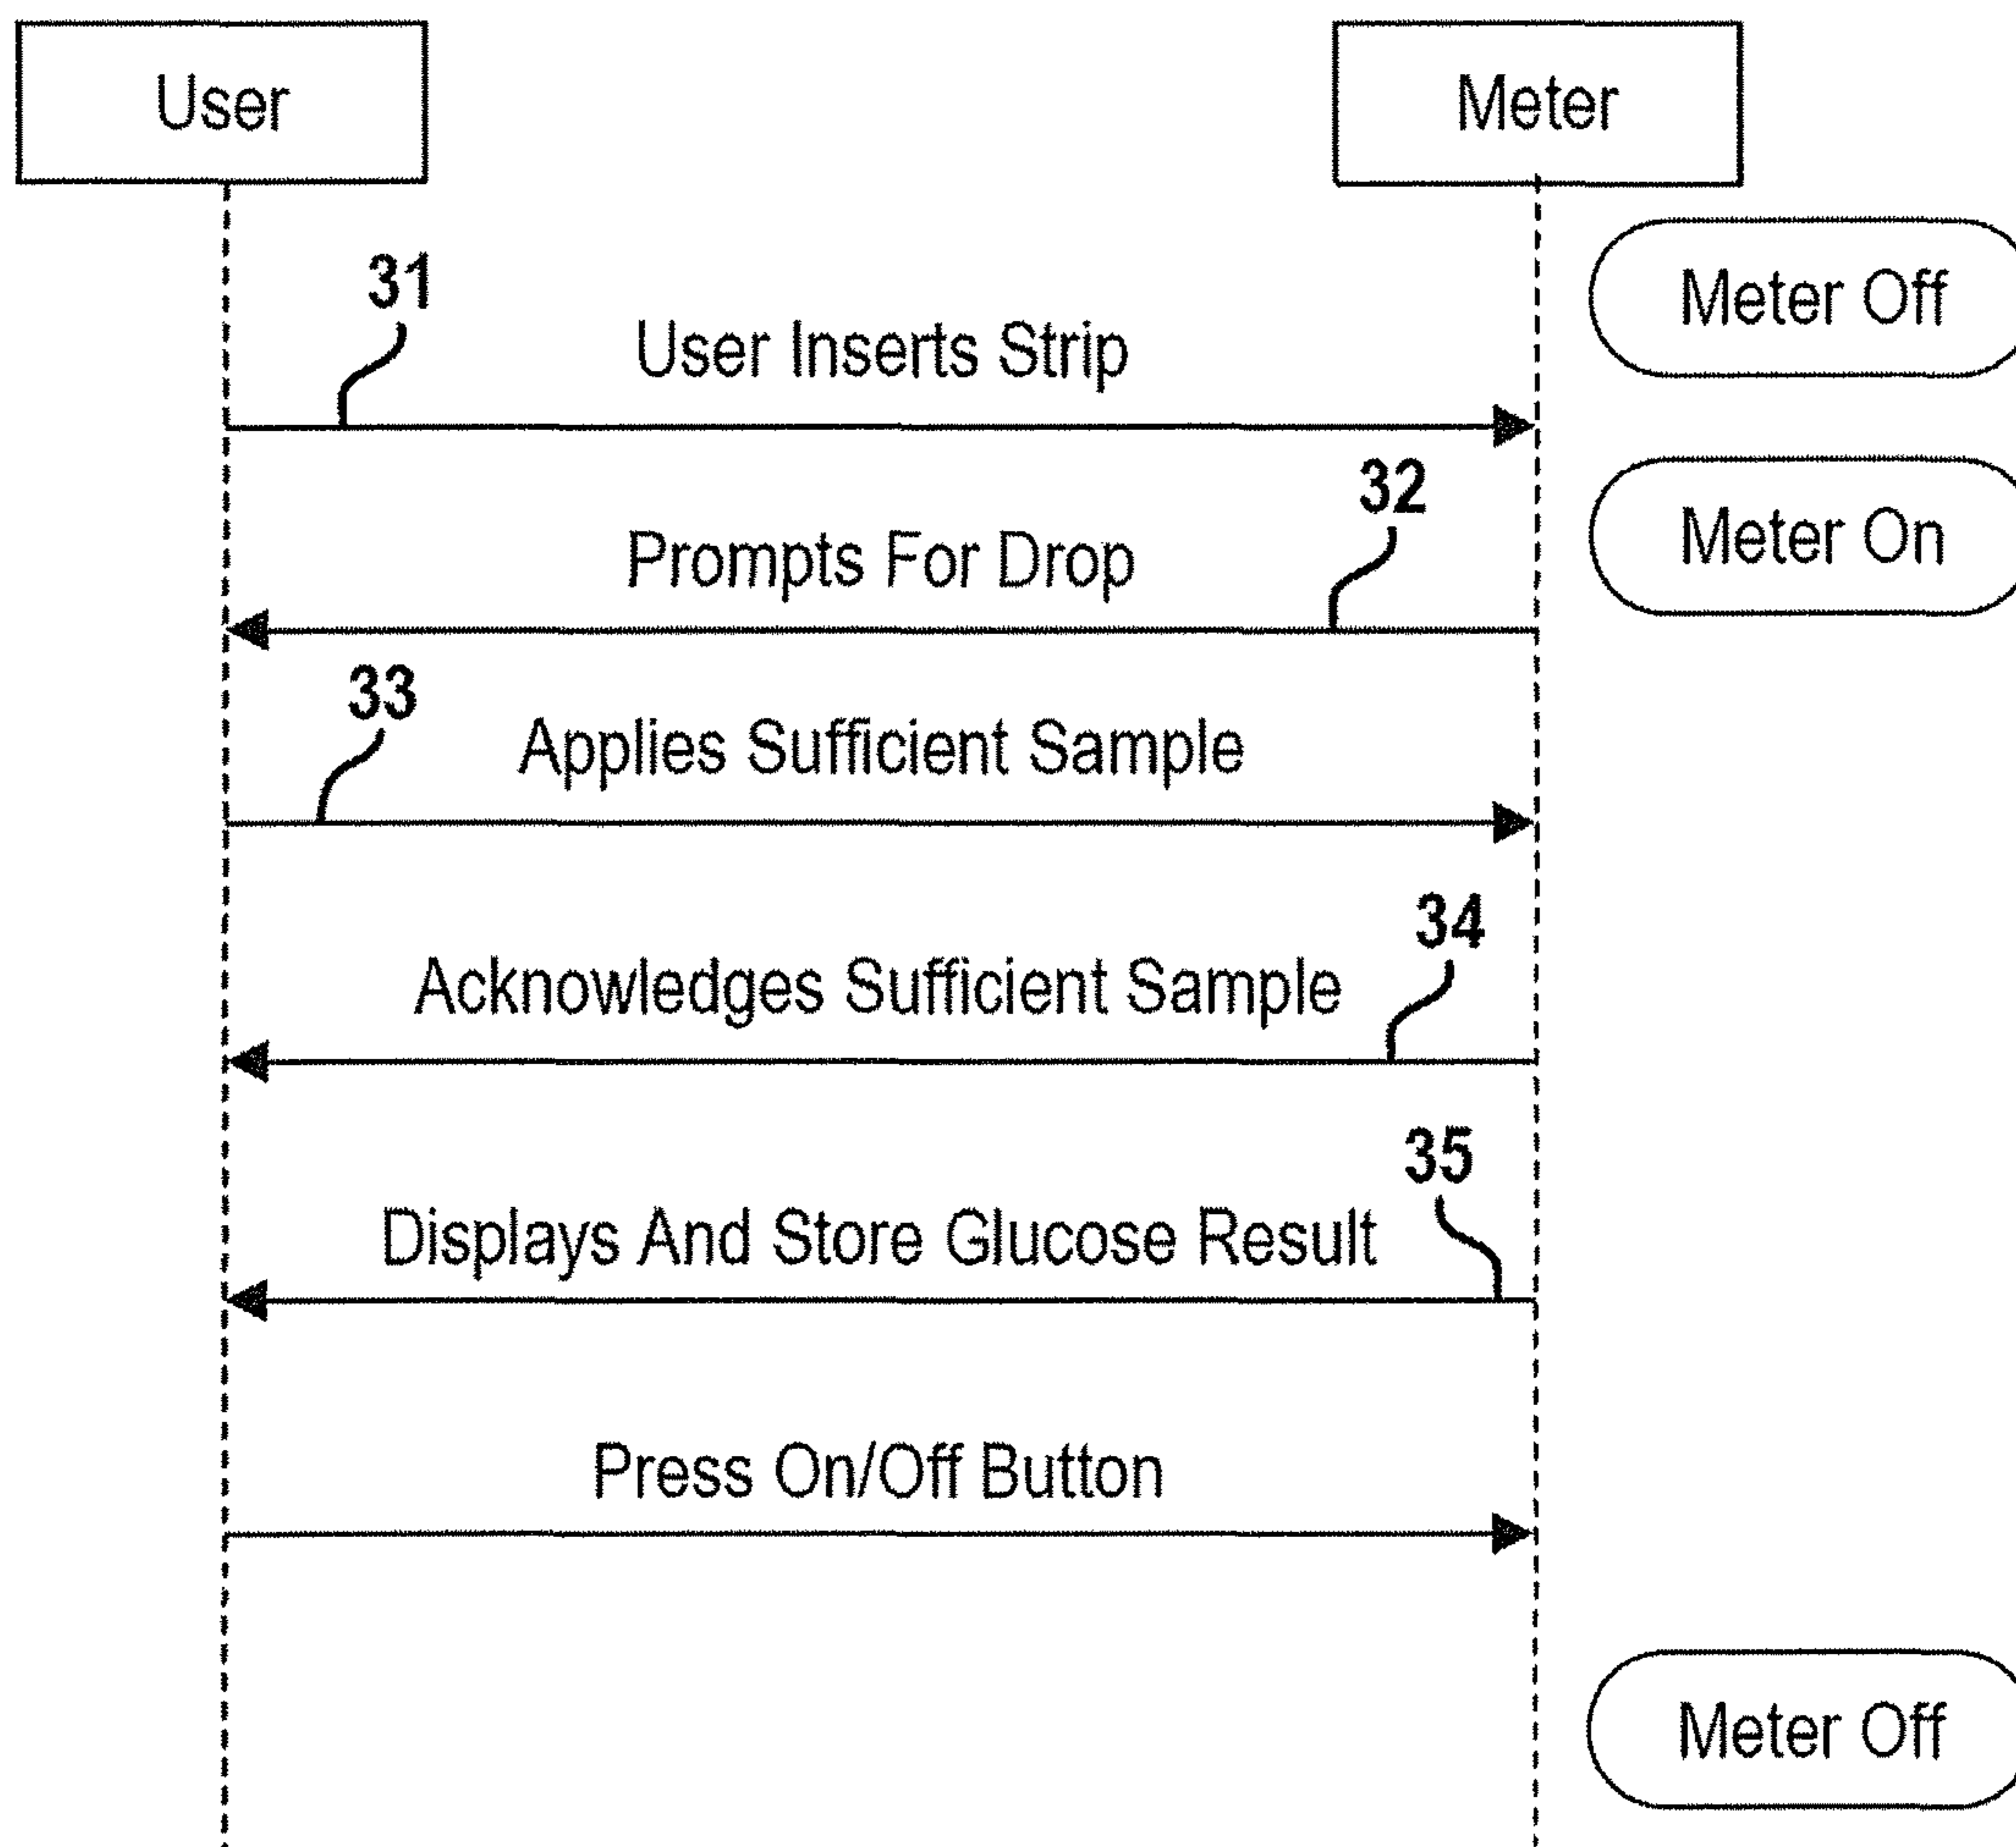 User
Meter
Meter Off
31
User Inserts Strip
Meter On
32
Prompts For Drop
33
Applies Sufficient Sample
34
Acknowledges Sufficient Sample
35
Displays And Store Glucose Result
Press On/Off Button
Meter Off